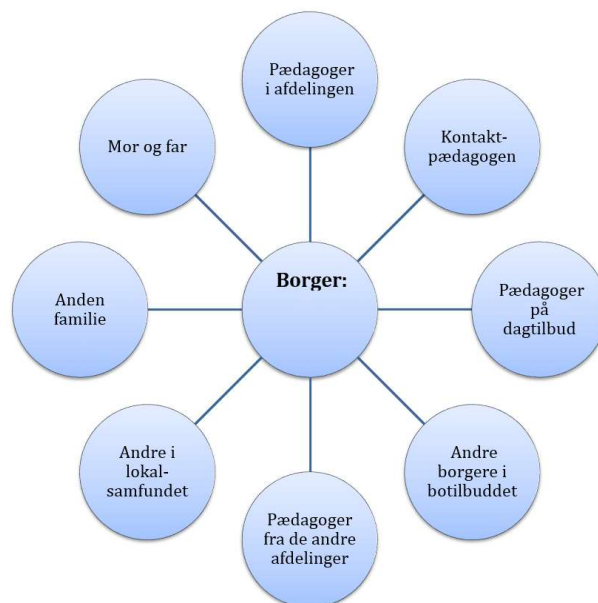 Pædagoger
i afdelingen
Kontakt-
pædagogen
Pædagoger
på
dagtilbud
Andre
borgere i
botilbuddet
Pædagoger
fra de andre
afdelinger
Andre i
lokal-
samfundet
Anden
familie
Mor og far
Borger: